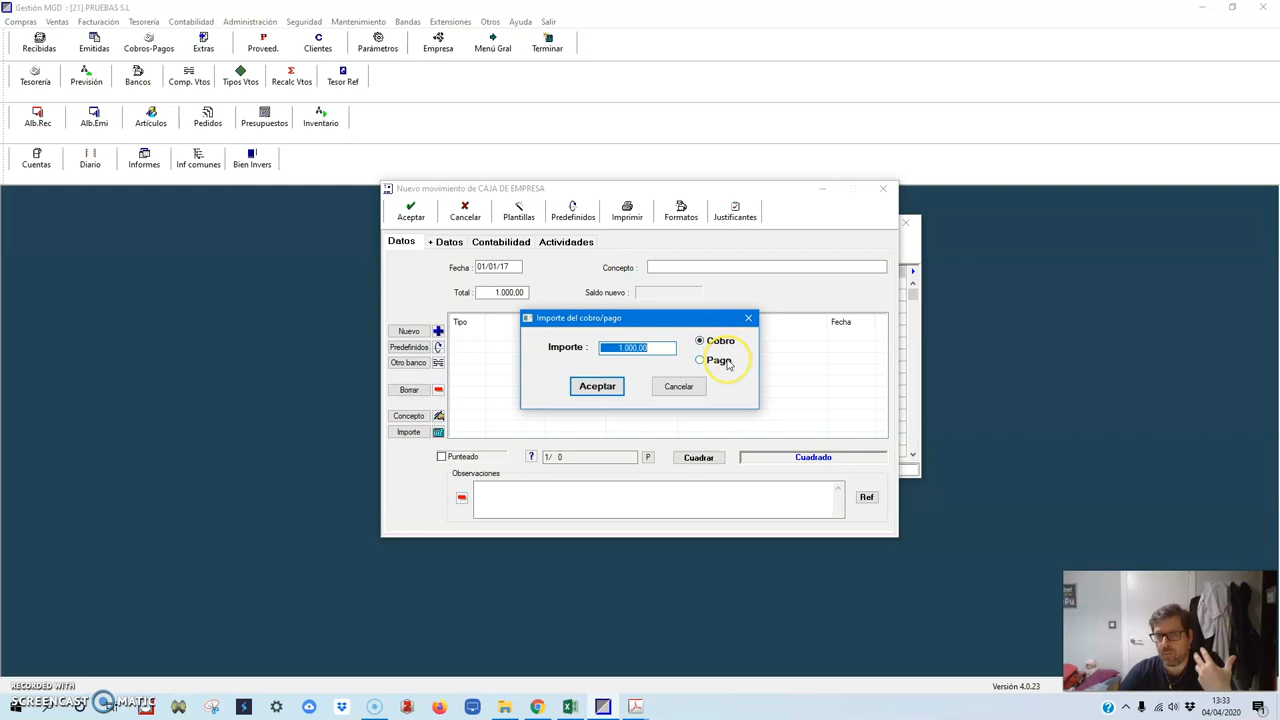 Gestión MGD : [21] PRUEBAS S.L
Compras Ventas Facturación Tesorería Contabilidad Administración Seguridad Mantenimiento Bandas Extensiones Otros Ayuda Salir
Recibidas Emitidas Cobros-Pagos Extras Proveed. Clientes Parámetros Empresa Menú Gral Terminar
Tesorería Previsión Bancos Comp. Vtos Tipos Vtos Recalc Vtos Tesor Ref
Alb.Rec Alb.Emi Artículos Pedidos Presupuestos Inventario
Cuentas Diario Informes Inf comunes Bien Invers
Nuevo movimiento de CAJA DE EMPRESA
Aceptar Cancelar Plantillas Predefinidos Imprimir Formatos Justificantes
Datos + Datos Contabilidad Actividades
Fecha : 01/01/17 Concepto :
Total : 1.000,00 Saldo nuevo :
Importe del cobro/pago
Tipo Fecha
Nuevo
Importe : 1.000,00 Cobro
Predefinidos
Pago
Otro banco
Aceptar Cancelar
Borrar
Concepto
Importe
Punteado ? 1/ 0 P Cuadrar Cuadrado
Observaciones
Ref
RECORDED WITH
SCREENCAST MATIC
Versión 4.0.23
13:33
04/04/2020